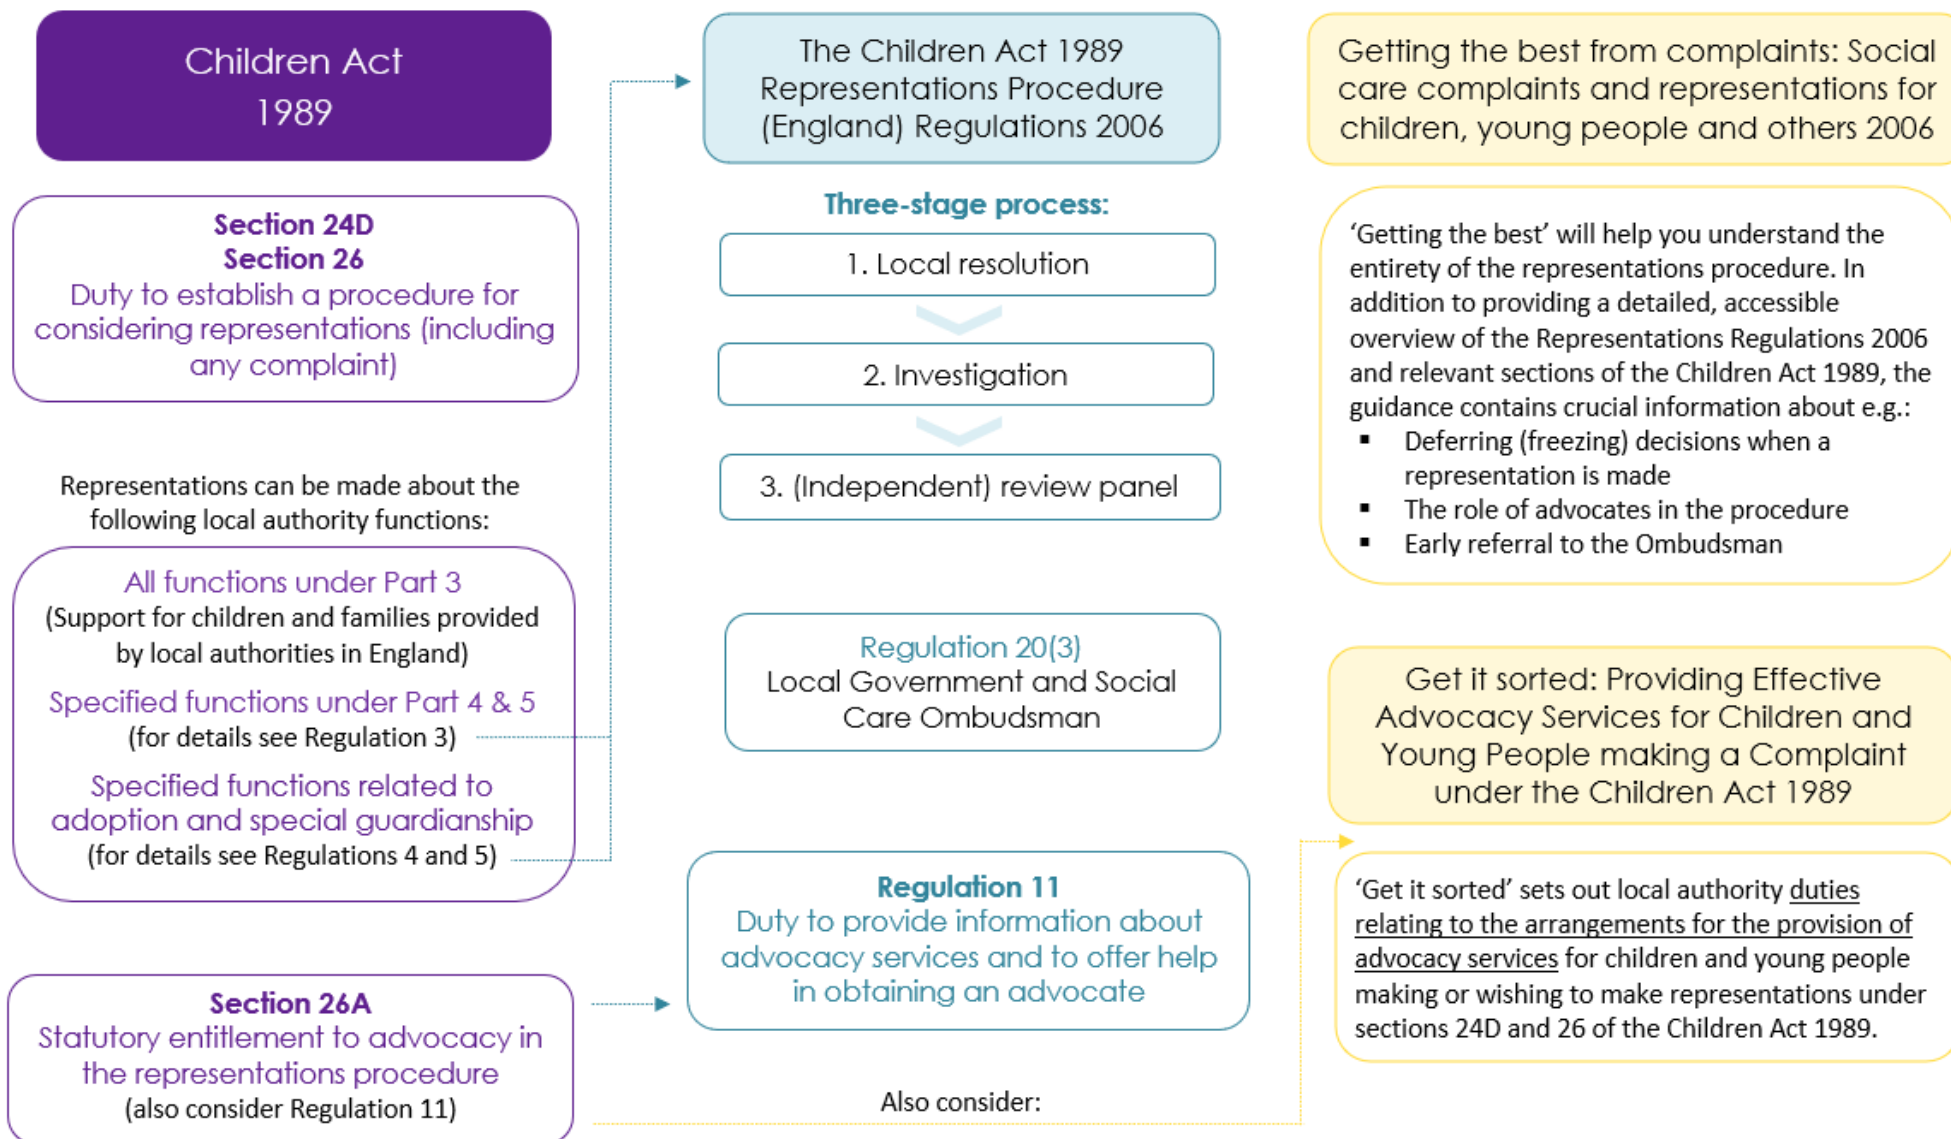 Children Act
1989
Section 24D
Section 26
Duty to establish a procedure for
considering representations (including
any complaint)
Representations can be made about the
following local authority functions:
All functions under Part 3
(Support for children and families provided
by local authorities in England)
Specified functions under Part 4 & 5
(for details see Regulation 3)
Specified functions related to
adoption and special guardianship
(for details see Regulations 4 and 5)
Section 26A
Statutory entitlement to advocacy in
the representations procedure
(also consider Regulation 11)
The Children Act 1989
Representations Procedure
(England) Regulations 2006
Three-stage process:
1. Local resolution
2. Investigation
3. (Independent) review panel
Regulation 20(3)
Local Government and Social
Care Ombudsman
Regulation 11
Duty to provide information about
advocacy services and to offer help
in obtaining an advocate
Also consider:
Getting the best from complaints: Social
care complaints and representations for
children, young people and others 2006
‘Getting the best’ will help you understand the
entirety of the representations procedure. In
addition to providing a detailed, accessible
overview of the Representations Regulations 2006
and relevant sections of the Children Act 1989, the
guidance contains crucial information about e.g.:
▪ Deferring (freezing) decisions when a
representation is made
▪ The role of advocates in the procedure
▪ Early referral to the Ombudsman
Get it sorted: Providing Effective
Advocacy Services for Children and
Young People making a Complaint
under the Children Act 1989
‘Get it sorted’ sets out local authority duties
relating to the arrangements for the provision of
advocacy services for children and young people
making or wishing to make representations under
sections 24D and 26 of the Children Act 1989.